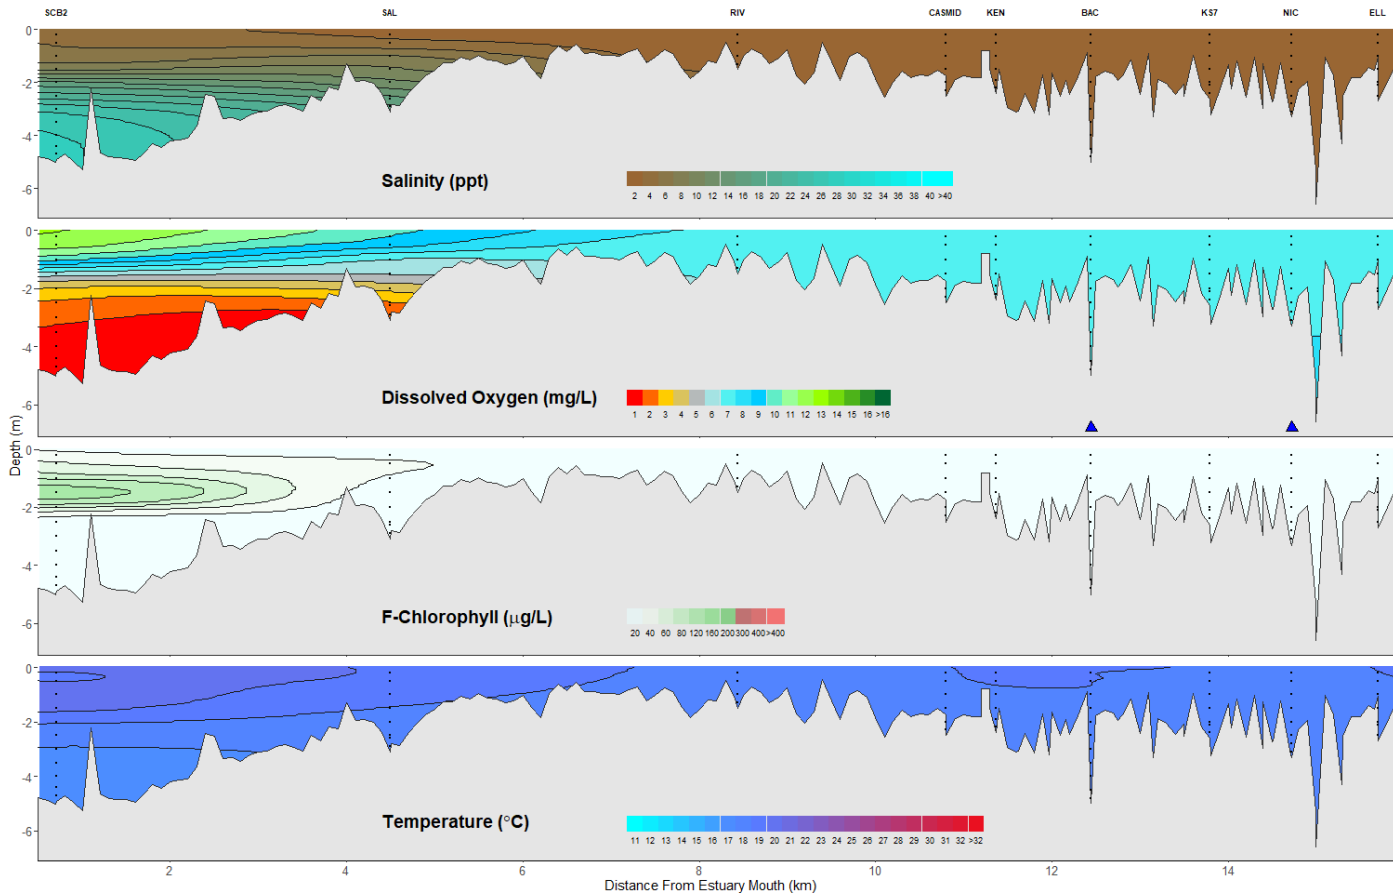 SCB2 SAL RIV CASMID KEN BAC KS7 NIC ELL
0
-2
-4
-6
Salinity (ppt)
2 4 6 8 10 12 14 16 18 20 22 24 26 28 30 32 34 36 38 40 >40
0
-2
-4
-6
Dissolved Oxygen (mg/L)
1 2 3 4 5 6 7 8 9 10 11 12 13 14 15 16 >16
Depth (m)
0
-2
-4
-6
F-Chlorophyll (µg/L)
20 40 60 80 120 160 200 300 400 >400
0
-2
-4
-6
Temperature (°C)
11 12 13 14 15 16 17 18 19 20 21 22 23 24 25 26 27 28 29 30 31 32 >32
2 4 6 8 10 12 14
Distance From Estuary Mouth (km)